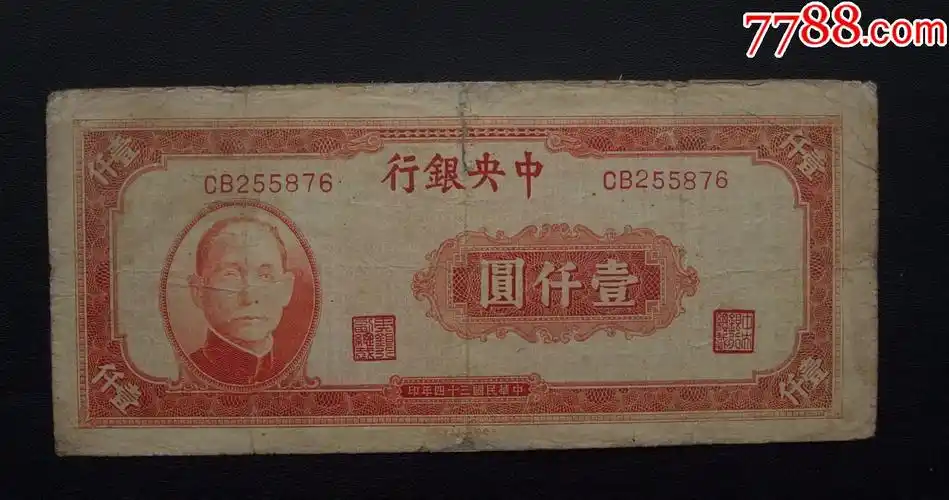 7788.com
壹仟
仟壹
CB255876
行銀央中
CB255876
圓仟壹
仟壹
印年四十三國民華中
壹仟